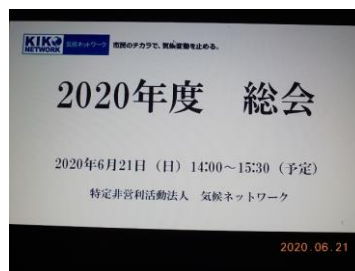 KIKO NETWORK 気候ネットワーク 市民のチカラで、気候変動を止める。
2020年度 総会
2020年6月21日（日）14:00～15:30（予定）
特定非営利活動法人 気候ネットワーク
2020.06.21